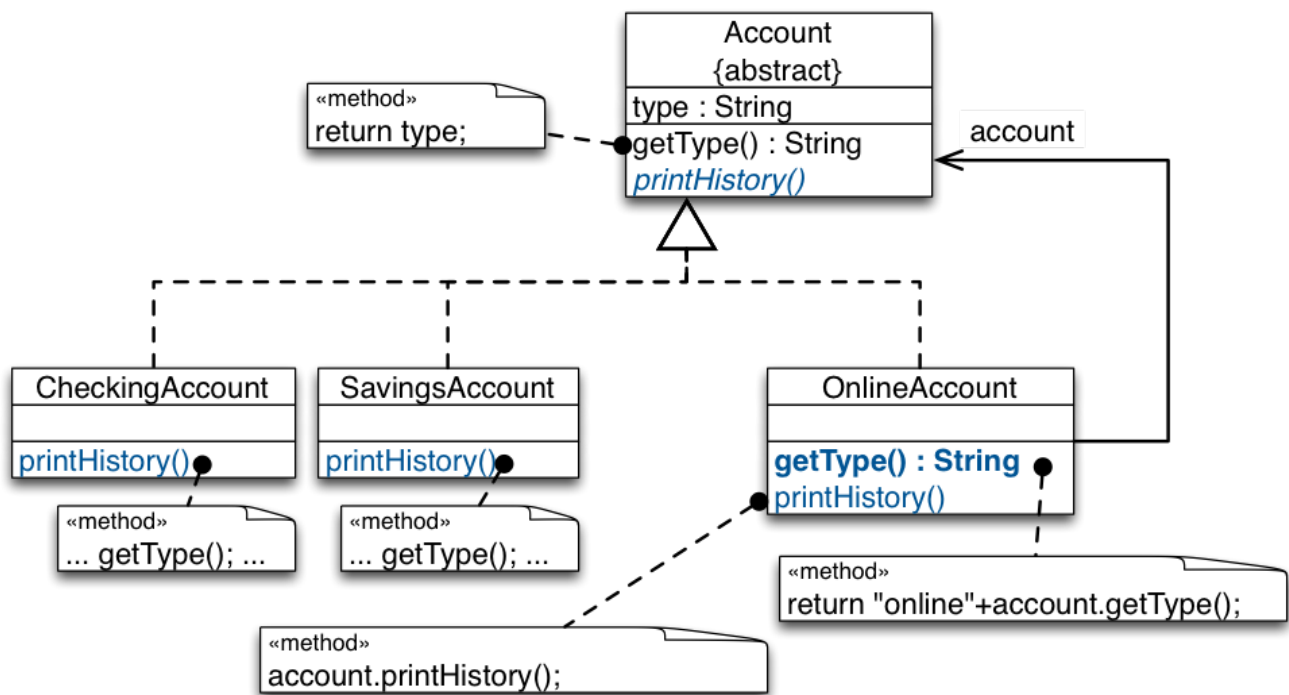 Account
{abstract}
type : String
getType() : String
printHistory()
«method»
return type;
account
CheckingAccount
printHistory()
SavingsAccount
printHistory()
OnlineAccount
getType() : String
printHistory()
«method»
... getType(); ...
«method»
... getType(); ...
«method»
return "online"+account.getType();
«method»
account.printHistory();